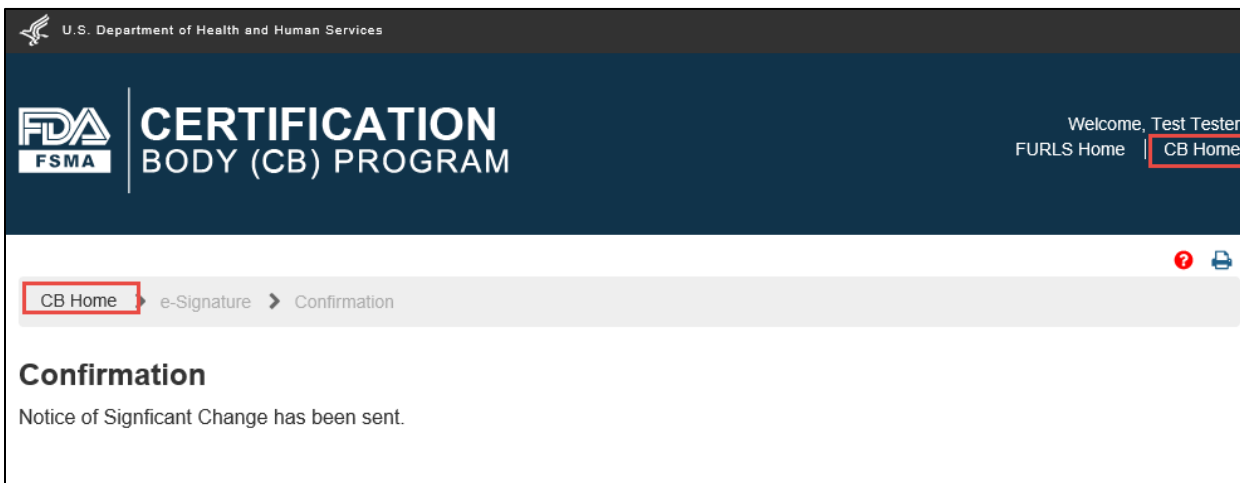 U.S. Department of Health and Human Services
FDA
FSMA
CERTIFICATION
BODY (CB) PROGRAM
Welcome, Test Tester
FURLS Home | CB Home
CB Home > e-Signature > Confirmation
Confirmation
Notice of Signficant Change has been sent.